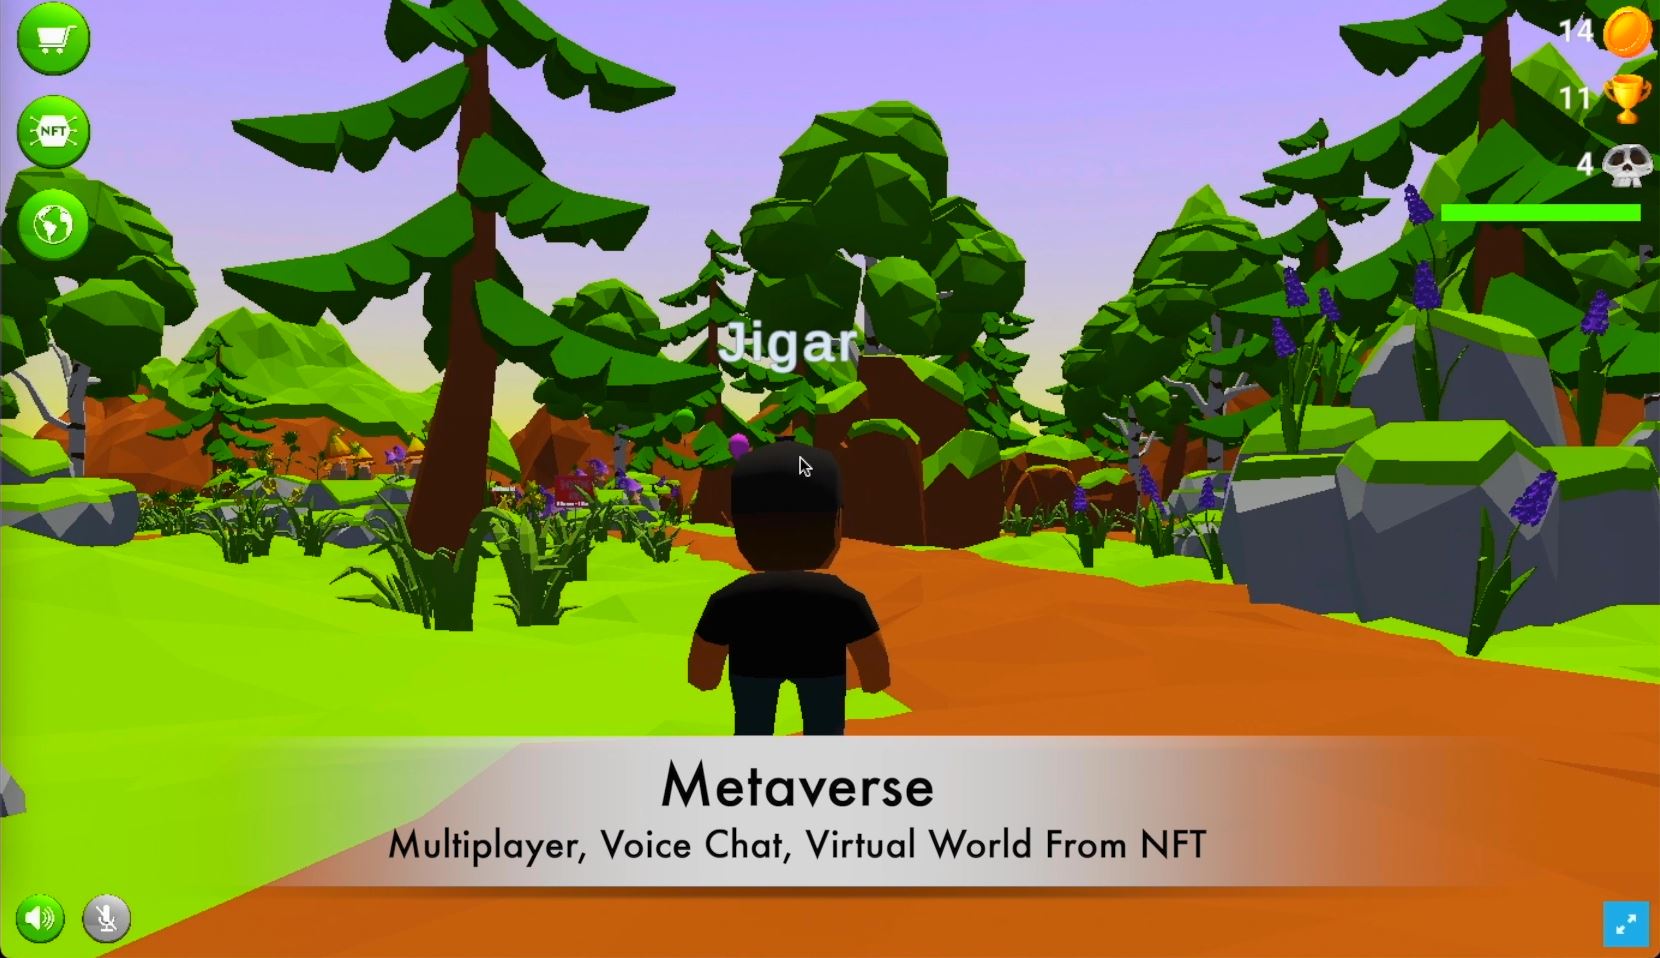 14
NFT
11
4
Jigar
Metaverse
Multiplayer, Voice Chat, Virtual World From NFT